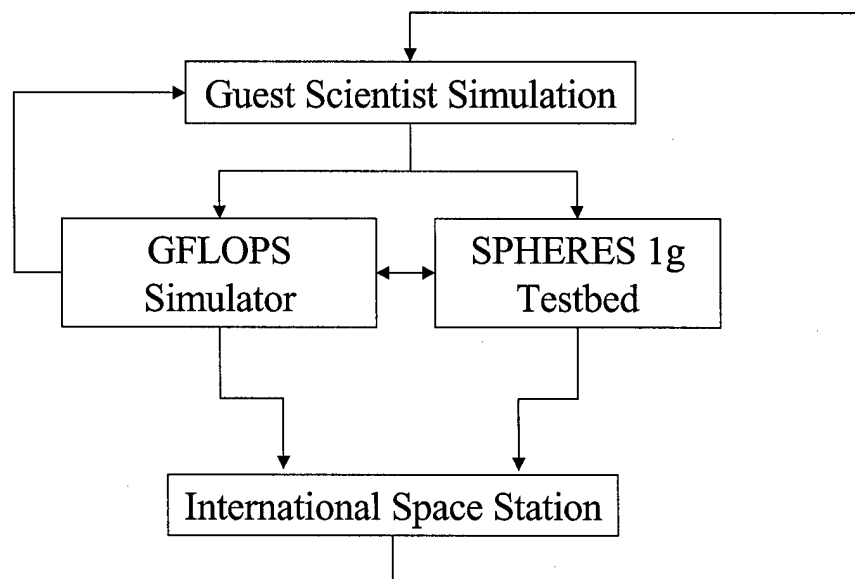 Guest Scientist Simulation
GFLOPS
Simulator
SPHERES 1g
Testbed
International Space Station